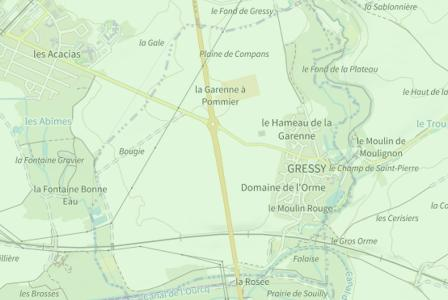 la Sablonnière
le Fond de Gressy
la Gale
les Acacias
Plaine de Compans
le Fond de la Plateau
la Garenne à
Pommier
le Haut de la
les Abîmes
le Hameau de la
Garenne
le Trou
Bougie
le Moulin de
Moulignon
la Fontaine Gravier
GRESSY
le Champ de Saint-Pierre
la Fontaine Bonne
Eau
Domaine de l'Orme
le Moulin Rouge
les Cerisiers
le Gros Orme
Falaise
la Rosée
les Brosses
Canal de l'Ourcq
Prairie de Souilly